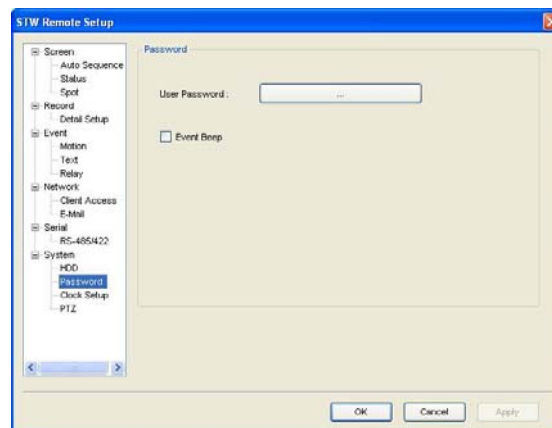 STW Remote Setup
Screen
Auto Sequence
Status
Spot
Record
Detail Setup
Event
Motion
Text
Relay
Network
Client Access
E-Mail
Serial
RS-485/422
System
HDD
Password
Clock Setup
PTZ
Password
User Password :
...
Event Beep
OK
Cancel
Apply